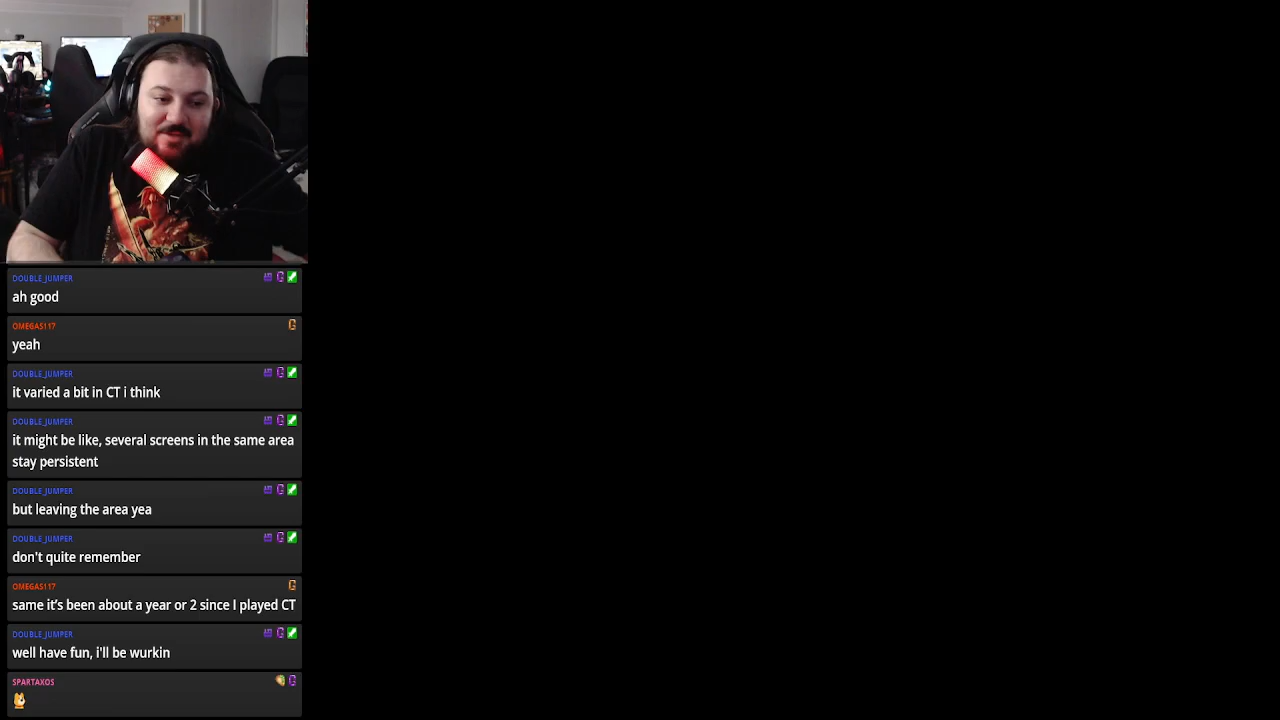 DOUBLE_JUMPER
ah good
OMEGAS117
yeah
DOUBLE_JUMPER
it varied a bit in CT i think
DOUBLE_JUMPER
it might be like, several screens in the same area
stay persistent
DOUBLE_JUMPER
but leaving the area yea
DOUBLE_JUMPER
don't quite remember
OMEGAS117
same it’s been about a year or 2 since I played CT
DOUBLE_JUMPER
well have fun, i'll be wurkin
SPARTAXOS